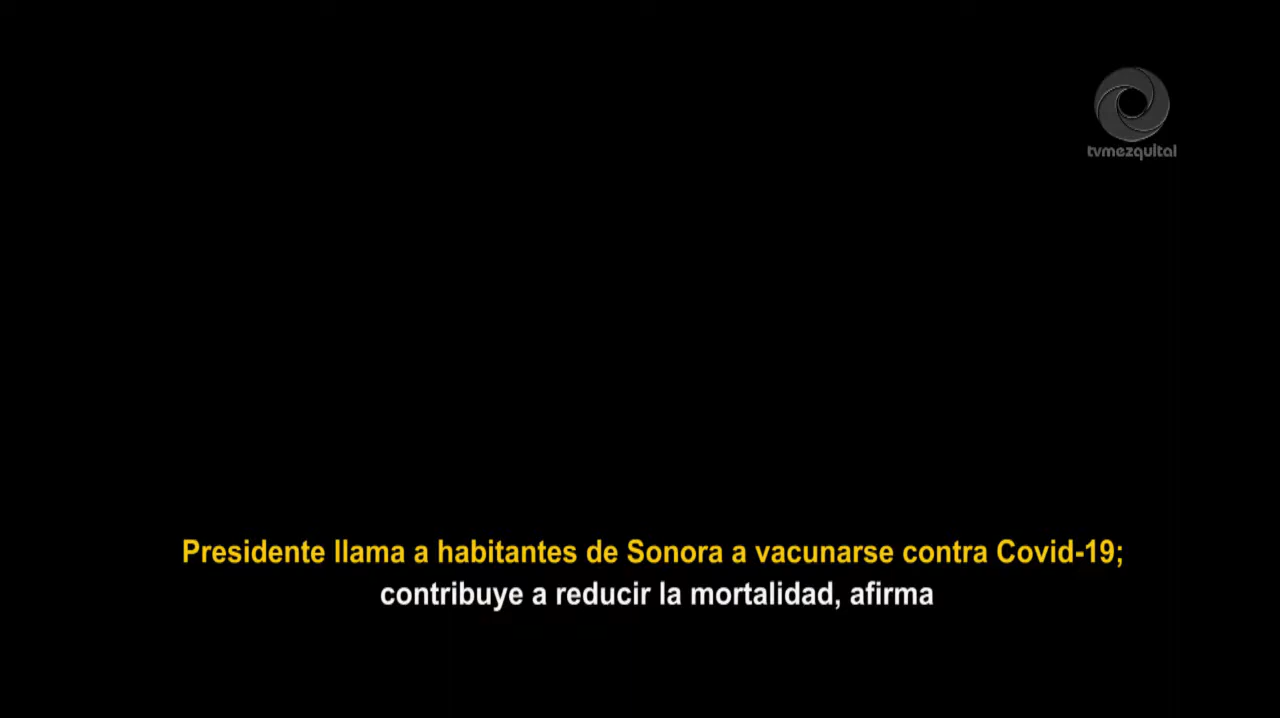 tvmezquital
Presidente llama a habitantes de Sonora a vacunarse contra Covid-19;
contribuye a reducir la mortalidad, afirma